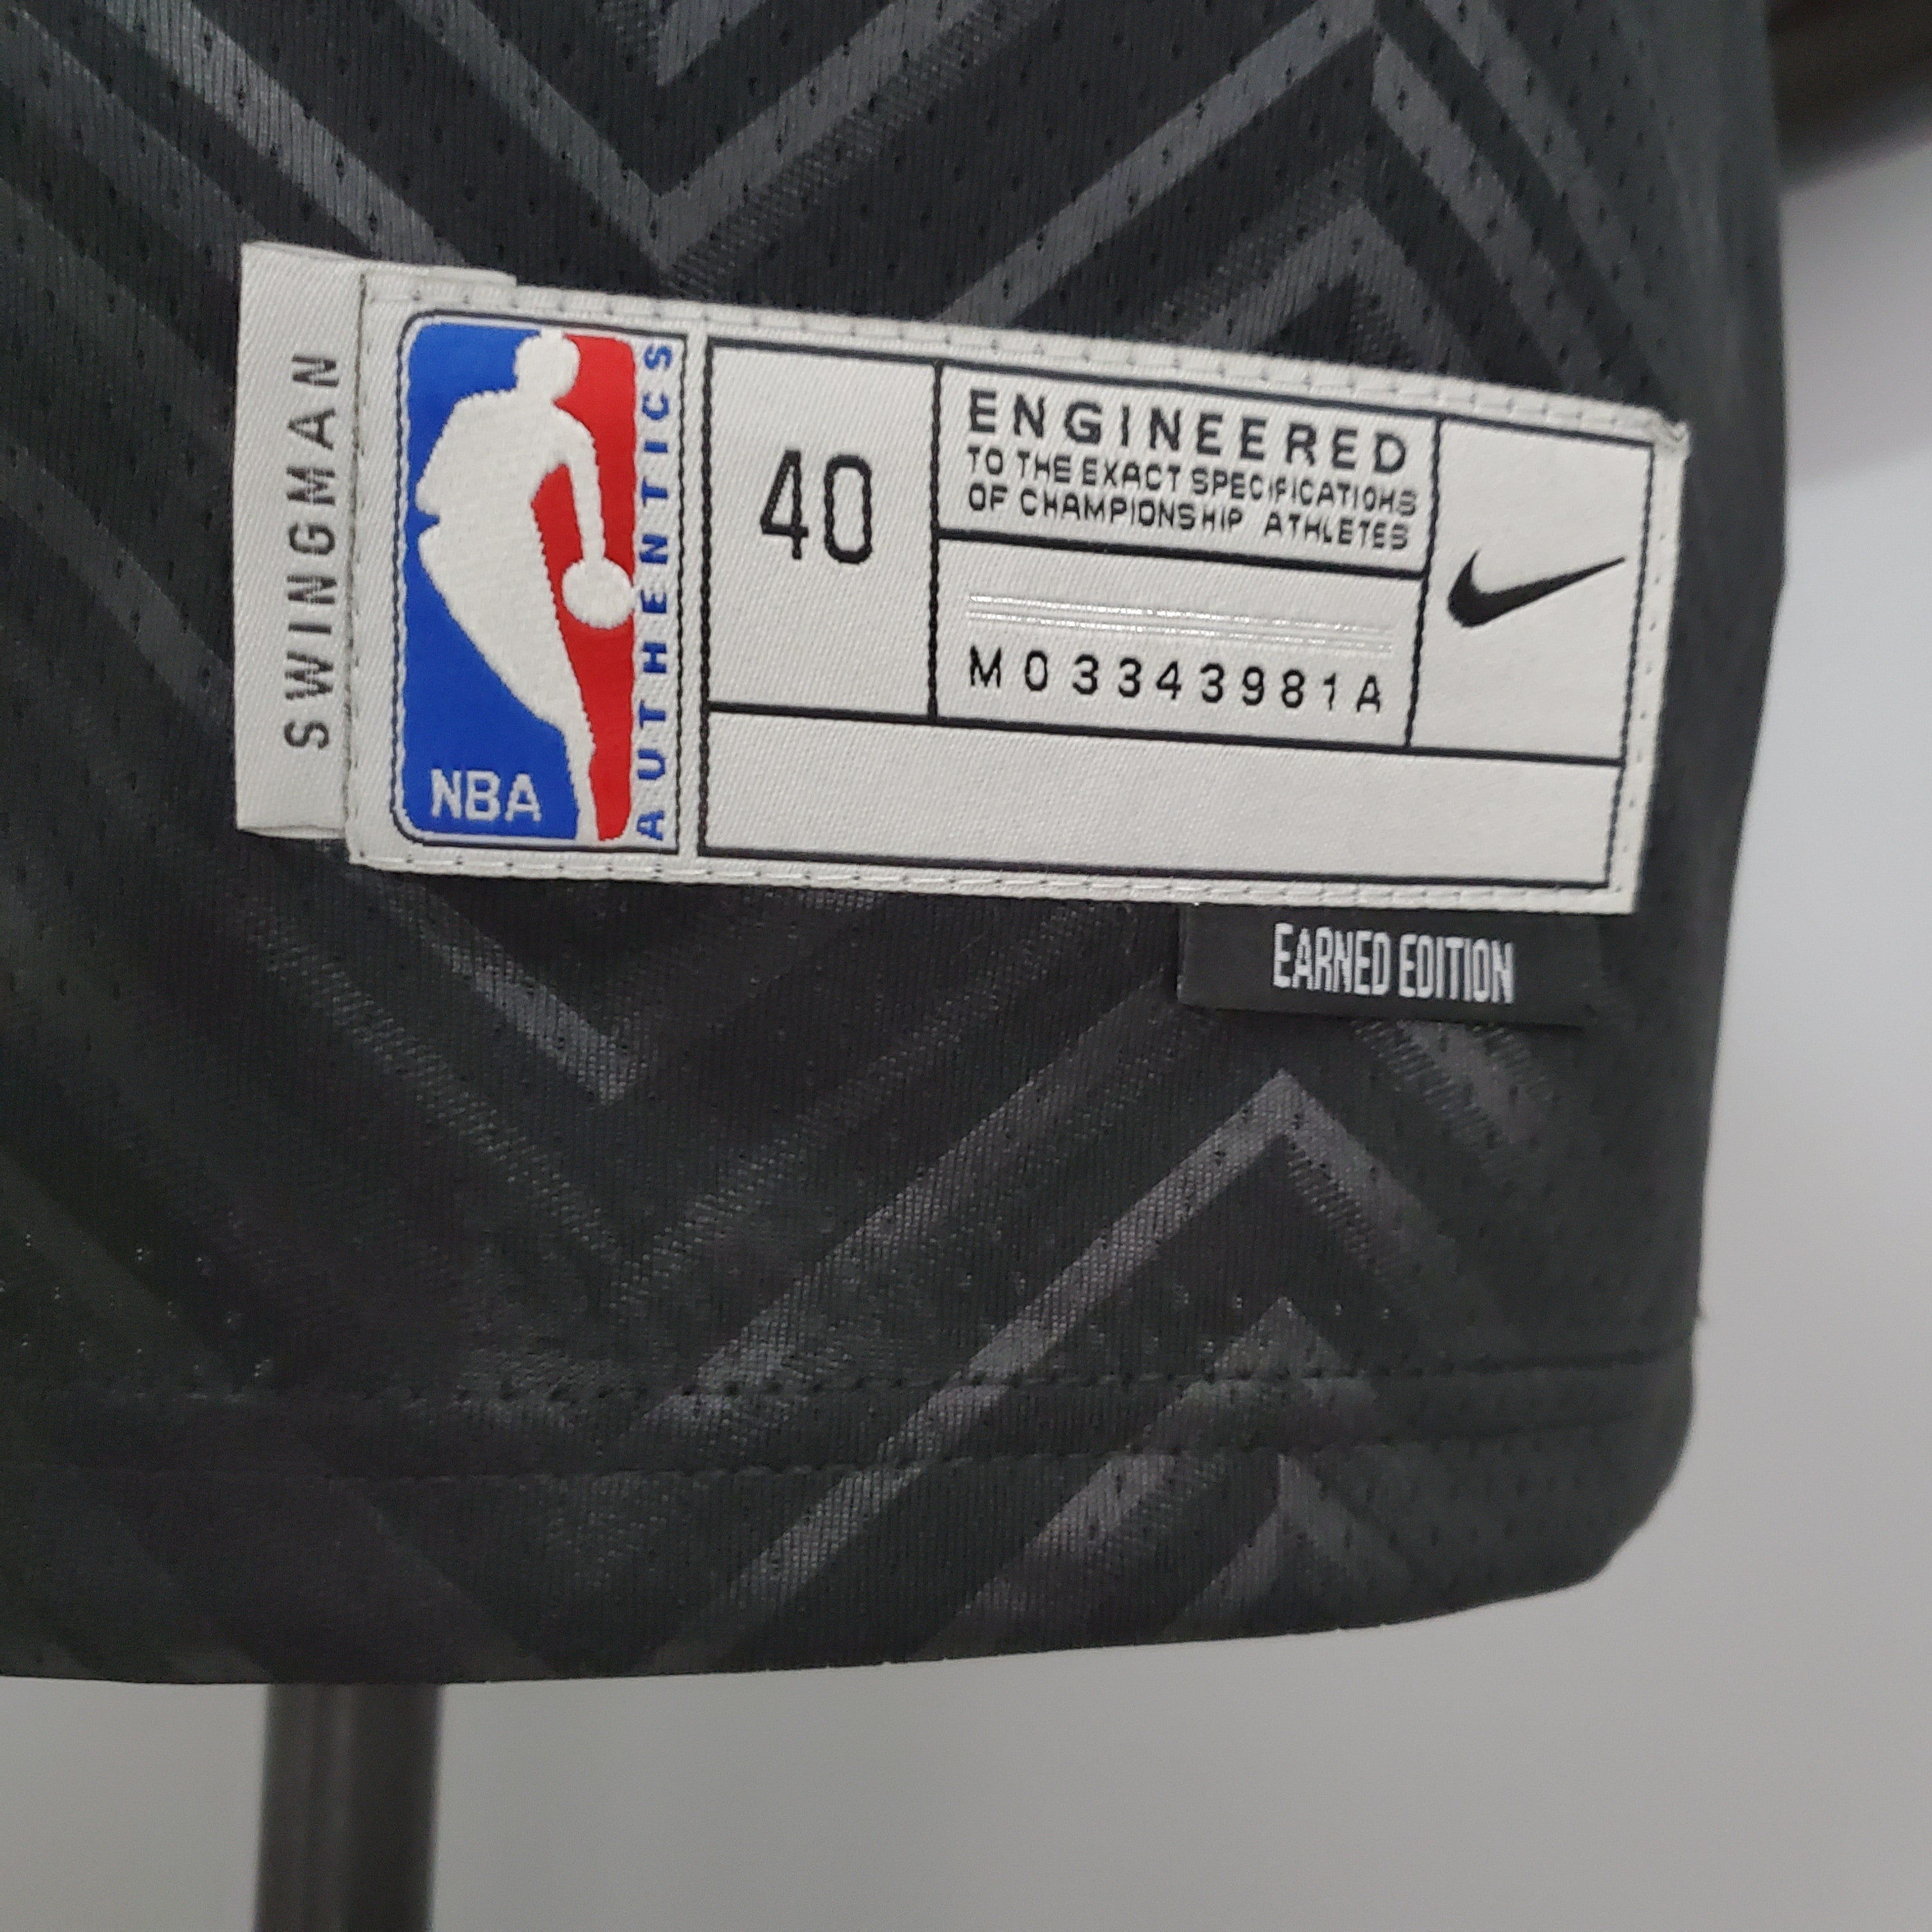 SWINGMAN
NBA
AUTHENTICS
40
ENGINEERED
TO THE EXACT SPECIFICATIONS
OF CHAMPIONSHIP ATHLETES
M03343981A
EARNED EDITION